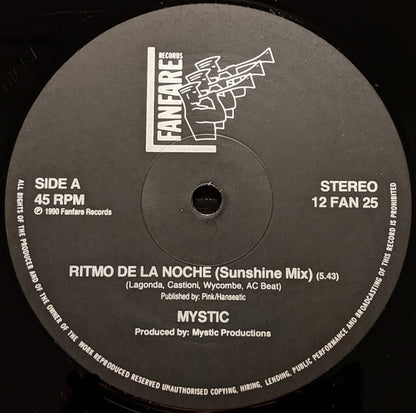 FANFARE
RECORDS
SIDE A
45 RPM
℗ 1990 Fanfare Records
STEREO
12 FAN 25
RITMO DE LA NOCHE (Sunshine Mix) (5.43)
(Lagonda, Castioni, Wycombe, AC Beat)
Published by: Pink/Hanseatic
MYSTIC
Produced by: Mystic Productions
ALL RIGHTS OF THE PRODUCER AND OF THE OWNER OF THE WORK REPRODUCED RESERVED UNAUTHORISED COPYING, HIRING, LENDING, PUBLIC PERFORMANCE AND BROADCASTING OF THIS RECORD IS PROHIBITED